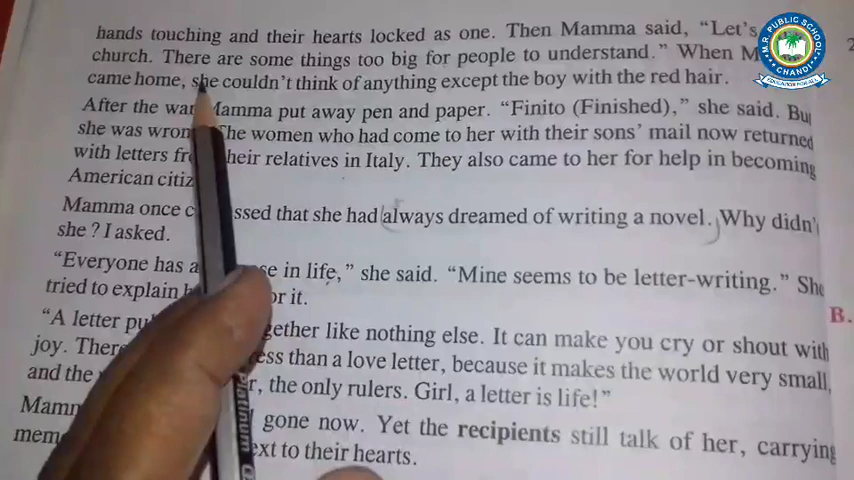 hands touching and their hearts locked as one. Then Mamma said, "Let's
church. There are some things too big for people to understand." When M
came home, she couldn't think of anything except the boy with the red hair.
After the war Mamma put away pen and paper. "Finito (Finished)," she said. Bu
she was wron The women who had come to her with their sons' mail now returned
with letters fr heir relatives in Italy. They also came to her for help in becoming
American citiz
Mamma once c ssed that she had always dreamed of writing a novel. Why didn'
she ? I asked.
"Everyone has a se in life," she said. "Mine seems to be letter-writing." She
tried to explain h or it.
"A letter pu gether like nothing else. It can make you cry or shout with
joy. There ess than a love letter, because it makes the world very small,
and the r, the only rulers. Girl, a letter is life!"
Mam gone now. Yet the recipients still talk of her, carrying
mem ext to their hearts.
B.
2
M.R. PUBLIC SCHOOL
CHANDI